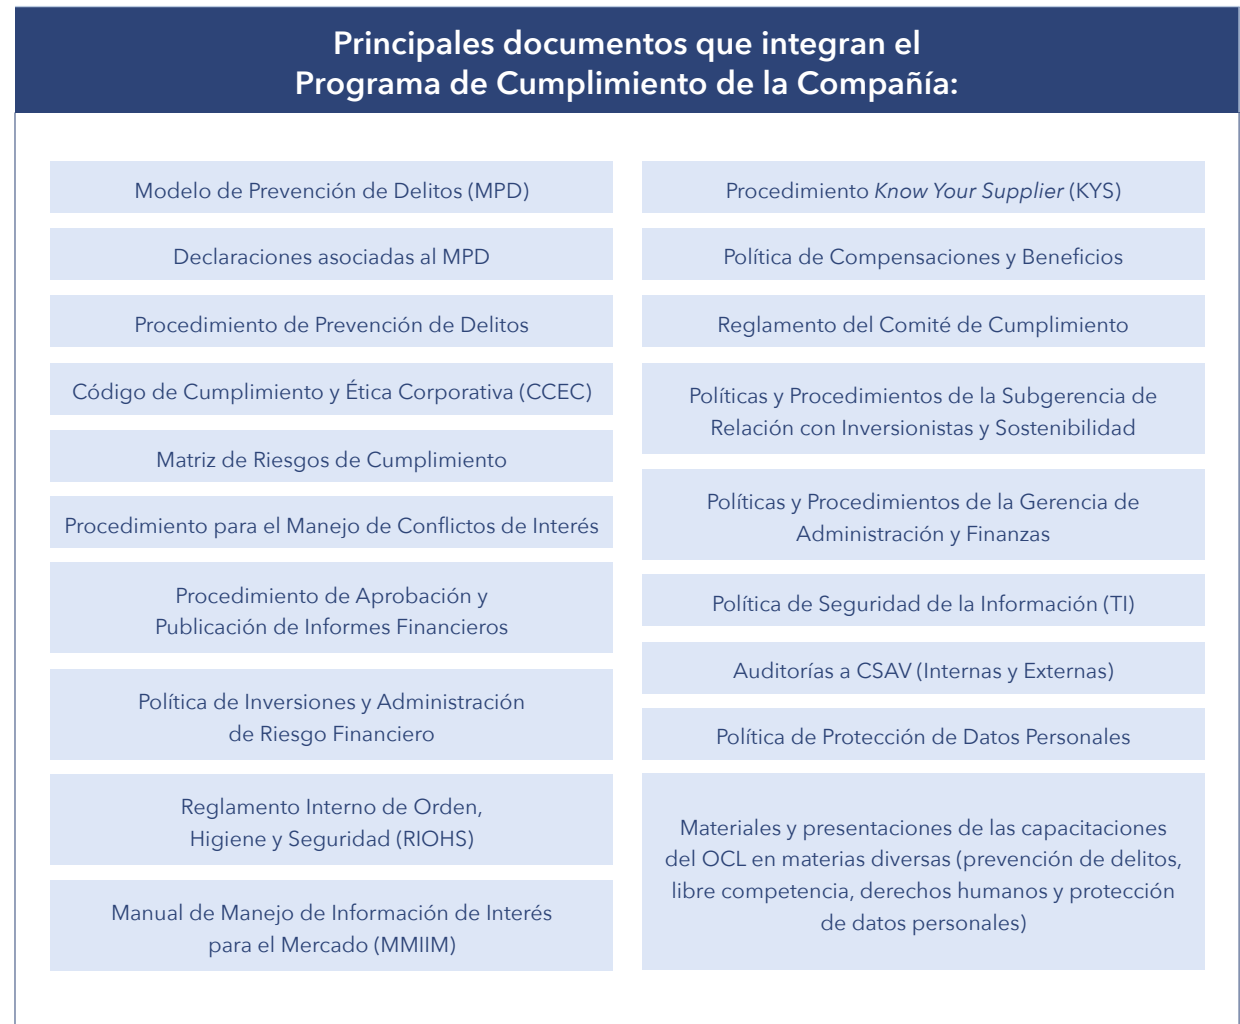 Principales documentos que integran el
Programa de Cumplimiento de la Compañía:
Modelo de Prevención de Delitos (MPD)
Declaraciones asociadas al MPD
Procedimiento de Prevención de Delitos
Código de Cumplimiento y Ética Corporativa (CCEC)
Matriz de Riesgos de Cumplimiento
Procedimiento para el Manejo de Conflictos de Interés
Procedimiento de Aprobación y
Publicación de Informes Financieros
Política de Inversiones y Administración
de Riesgo Financiero
Reglamento Interno de Orden,
Higiene y Seguridad (RIOHS)
Manual de Manejo de Información de Interés
para el Mercado (MMIIM)
Procedimiento Know Your Supplier (KYS)
Política de Compensaciones y Beneficios
Reglamento del Comité de Cumplimiento
Políticas y Procedimientos de la Subgerencia de
Relación con Inversionistas y Sostenibilidad
Políticas y Procedimientos de la Gerencia de
Administración y Finanzas
Política de Seguridad de la Información (TI)
Auditorías a CSAV (Internas y Externas)
Política de Protección de Datos Personales
Materiales y presentaciones de las capacitaciones
del OCL en materias diversas (prevención de delitos,
libre competencia, derechos humanos y protección
de datos personales)